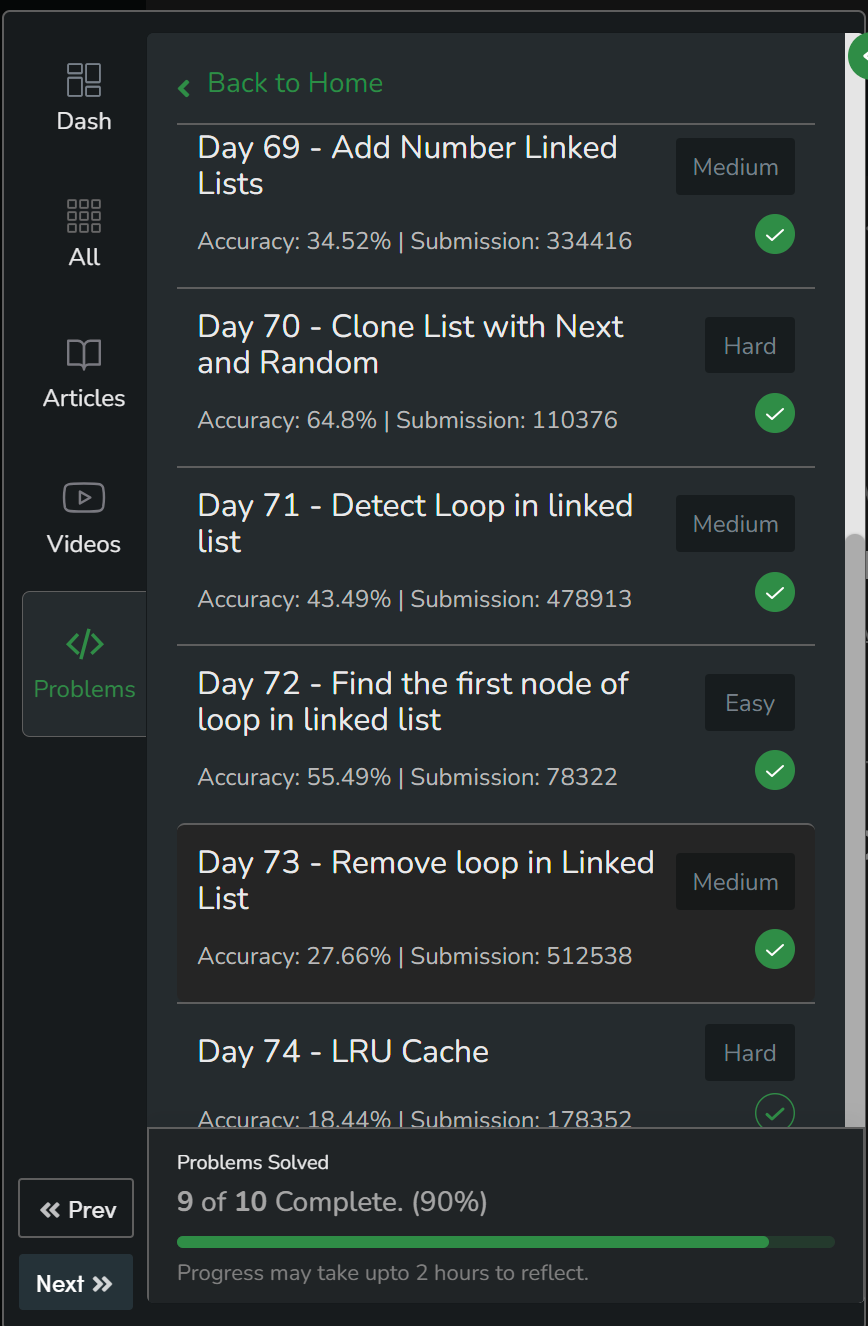 Dash
All
Articles
Videos
Problems
Prev
Next
Back to Home
Day 69 - Add Number Linked
Lists
Medium
Accuracy: 34.52% | Submission: 334416
Day 70 - Clone List with Next
and Random
Hard
Accuracy: 64.8% | Submission: 110376
Day 71 - Detect Loop in linked
list
Medium
Accuracy: 43.49% | Submission: 478913
Day 72 - Find the first node of
loop in linked list
Easy
Accuracy: 55.49% | Submission: 78322
Day 73 - Remove loop in Linked
List
Medium
Accuracy: 27.66% | Submission: 512538
Day 74 - LRU Cache
Hard
Accuracy: 18.44% | Submission: 178352
Problems Solved
9 of 10 Complete. (90%)
Progress may take upto 2 hours to reflect.